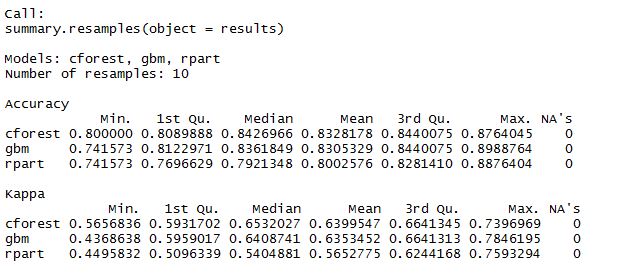 Call:
summary.resamples(object = results)
Models: cforest, gbm, rpart
Number of resamples: 10
Accuracy
Min. 1st Qu. Median Mean 3rd Qu. Max. NA's
cforest 0.800000 0.8089888 0.8426966 0.8328178 0.8440075 0.8764045 0
gbm 0.741573 0.8122971 0.8361849 0.8305329 0.8440075 0.8988764 0
rpart 0.741573 0.7696629 0.7921348 0.8002576 0.8281410 0.8876404 0
Kappa
Min. 1st Qu. Median Mean 3rd Qu. Max. NA's
cforest 0.5656836 0.5931702 0.6532027 0.6399547 0.6641345 0.7396969 0
gbm 0.4368638 0.5959017 0.6408741 0.6353452 0.6641313 0.7846195 0
rpart 0.4495832 0.5096339 0.5404881 0.5652775 0.6244168 0.7593294 0